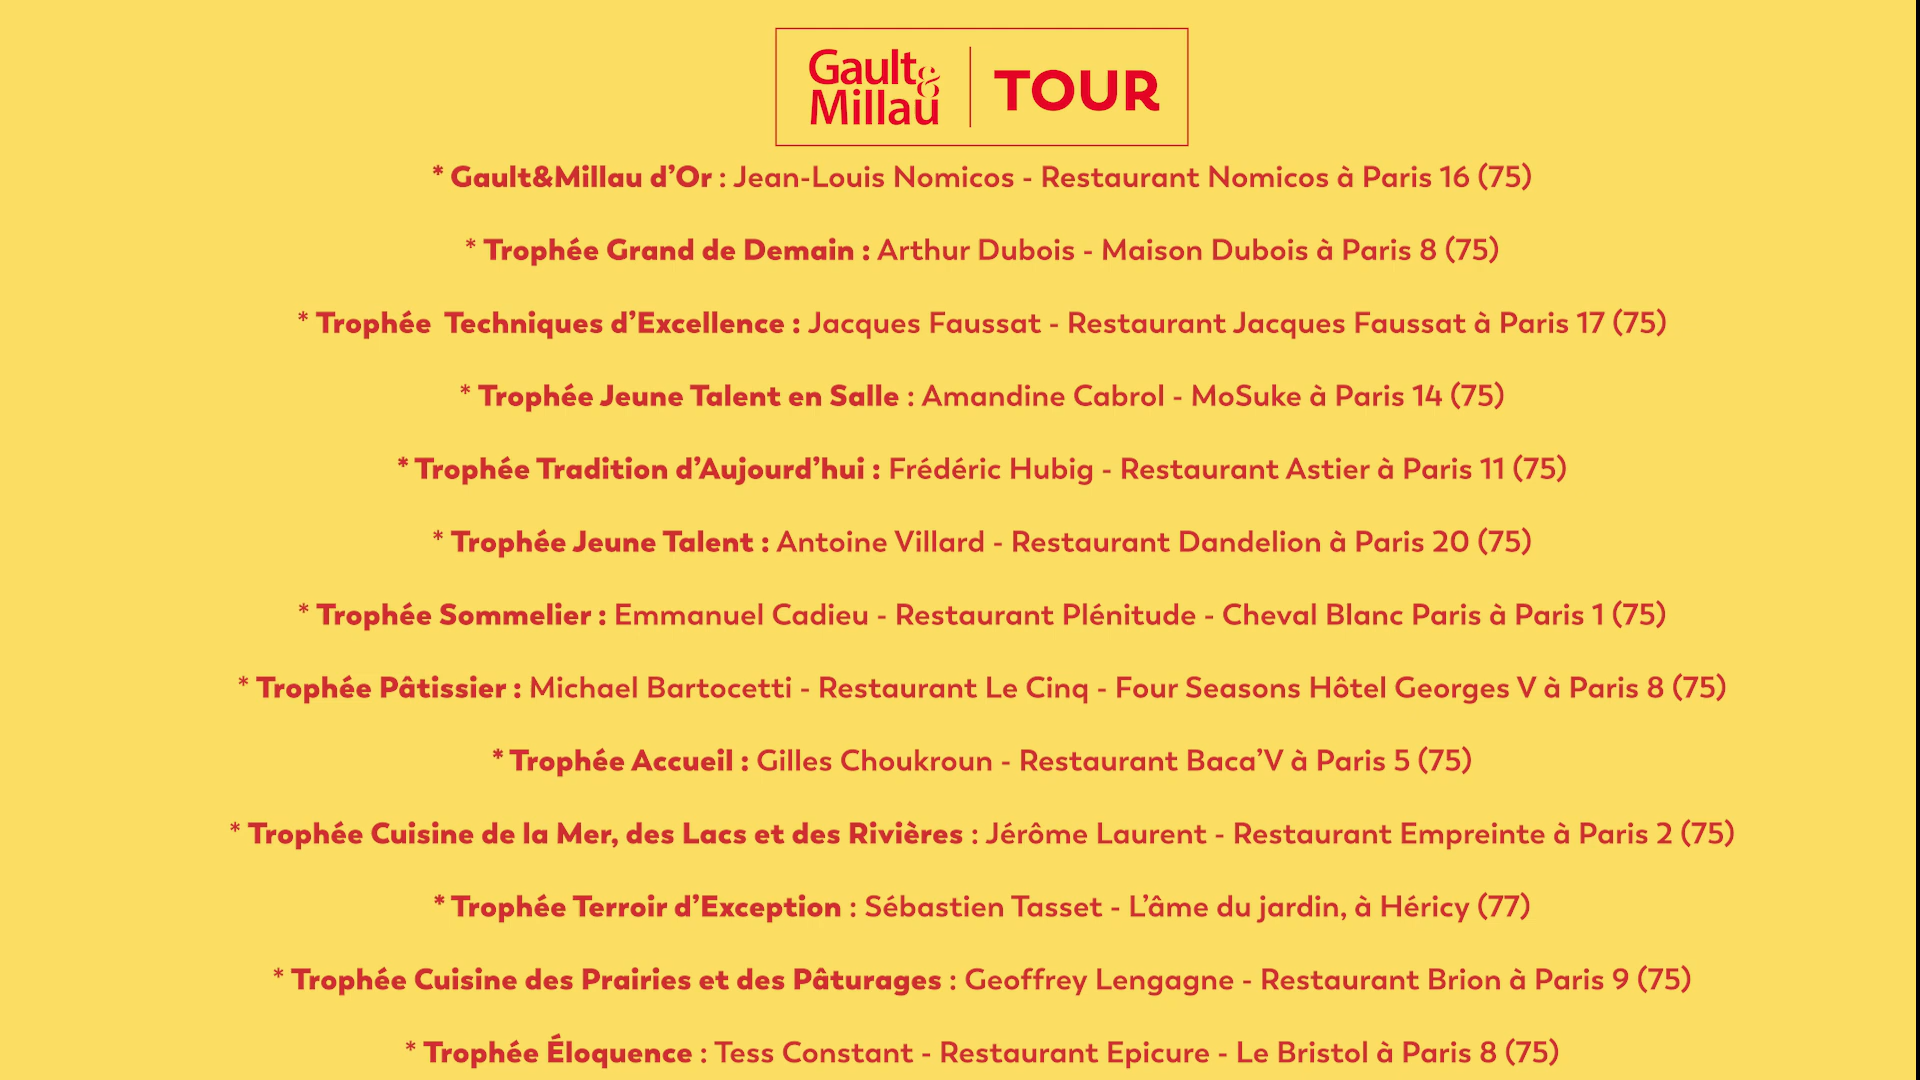 Gault & Millau | TOUR
* Gault&Millau d’Or : Jean-Louis Nomicos - Restaurant Nomicos à Paris 16 (75)
* Trophée Grand de Demain : Arthur Dubois - Maison Dubois à Paris 8 (75)
* Trophée Techniques d’Excellence : Jacques Faussat - Restaurant Jacques Faussat à Paris 17 (75)
* Trophée Jeune Talent en Salle : Amandine Cabrol - MoSuke à Paris 14 (75)
* Trophée Tradition d’Aujourd’hui : Frédéric Hubig - Restaurant Astier à Paris 11 (75)
* Trophée Jeune Talent : Antoine Villard - Restaurant Dandelion à Paris 20 (75)
* Trophée Sommelier : Emmanuel Cadieu - Restaurant Plénitude - Cheval Blanc Paris à Paris 1 (75)
* Trophée Pâtissier : Michael Bartocetti - Restaurant Le Cinq - Four Seasons Hôtel Georges V à Paris 8 (75)
* Trophée Accueil : Gilles Choukroun - Restaurant Baca’V à Paris 5 (75)
* Trophée Cuisine de la Mer, des Lacs et des Rivières : Jérôme Laurent - Restaurant Empreinte à Paris 2 (75)
* Trophée Terroir d’Exception : Sébastien Tasset - L’âme du jardin, à Héricy (77)
* Trophée Cuisine des Prairies et des Pâturages : Geoffrey Lengagne - Restaurant Brion à Paris 9 (75)
* Trophée Éloquence : Tess Constant - Restaurant Epicure - Le Bristol à Paris 8 (75)